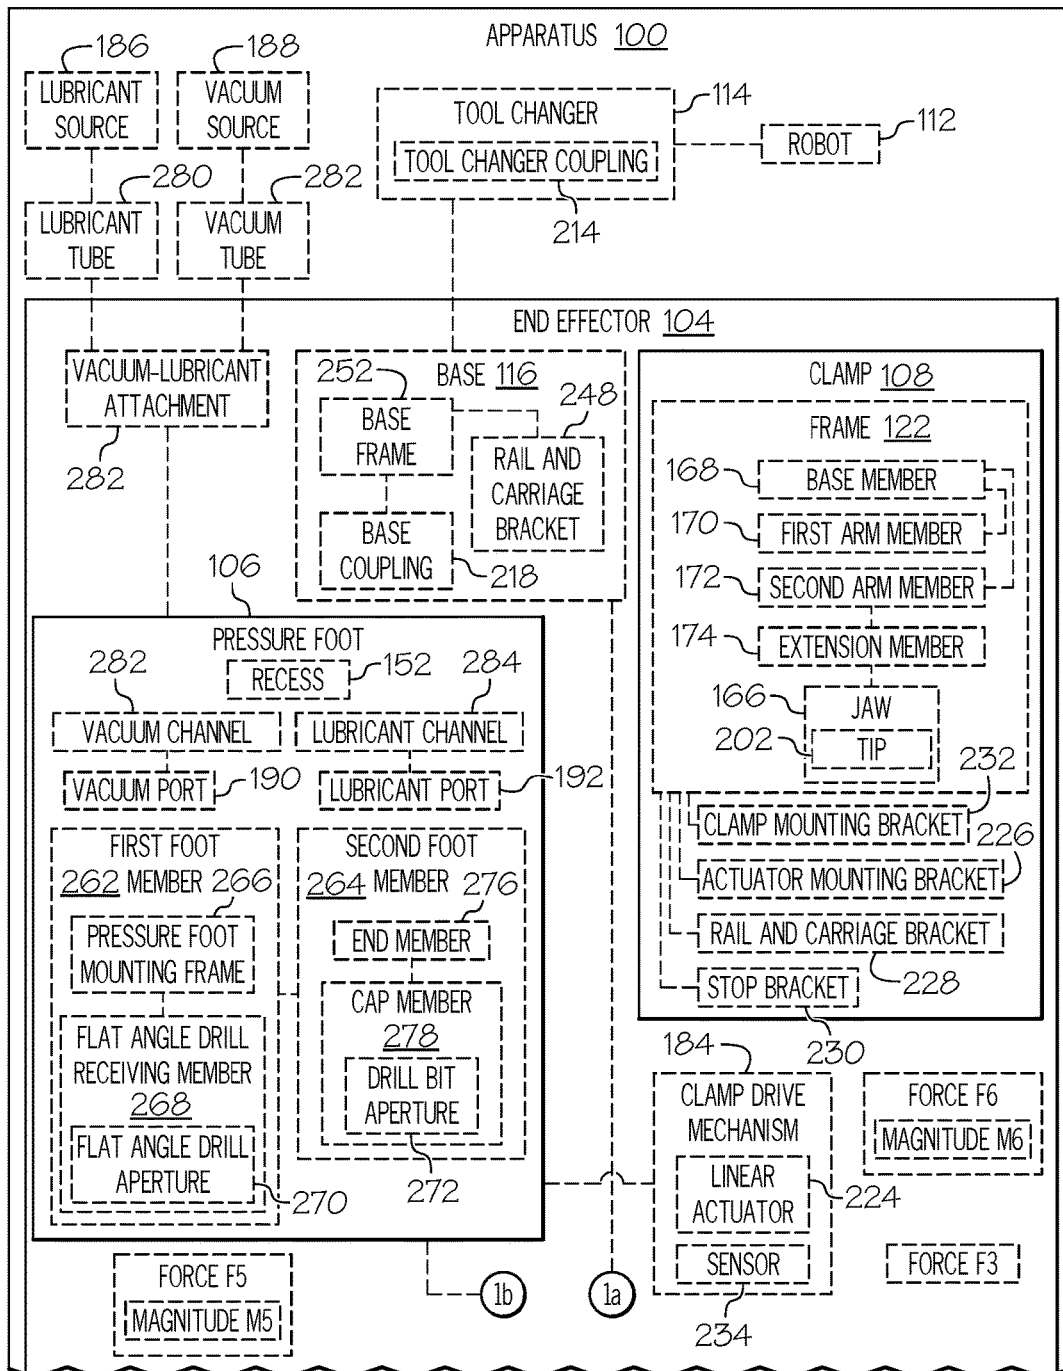 APPARATUS 100
186
188
LUBRICANT
SOURCE
VACUUM
SOURCE
114
TOOL CHANGER
TOOL CHANGER COUPLING
214
112
ROBOT
280
282
LUBRICANT
TUBE
VACUUM
TUBE
END EFFECTOR 104
VACUUM-LUBRICANT
ATTACHMENT
282
BASE 116
252
248
BASE
FRAME
RAIL AND
CARRIAGE
BRACKET
BASE
COUPLING
218
CLAMP 108
FRAME 122
168
BASE MEMBER
170
FIRST ARM MEMBER
172
SECOND ARM MEMBER
174
EXTENSION MEMBER
166
JAW
202
TIP
232
CLAMP MOUNTING BRACKET
226
ACTUATOR MOUNTING BRACKET
RAIL AND CARRIAGE BRACKET
228
STOP BRACKET
230
106
PRESSURE FOOT
RECESS
152
282
284
VACUUM CHANNEL
LUBRICANT CHANNEL
VACUUM PORT
190
LUBRICANT PORT
192
FIRST FOOT
262 MEMBER
266
PRESSURE FOOT
MOUNTING FRAME
FLAT ANGLE DRILL
RECEIVING MEMBER
268
FLAT ANGLE DRILL
APERTURE
270
SECOND FOOT
264 MEMBER
276
END MEMBER
CAP MEMBER
278
DRILL BIT
APERTURE
272
184
CLAMP DRIVE
MECHANISM
LINEAR
ACTUATOR
224
SENSOR
234
FORCE F6
MAGNITUDE M6
FORCE F3
FORCE F5
MAGNITUDE M5
1b
1a